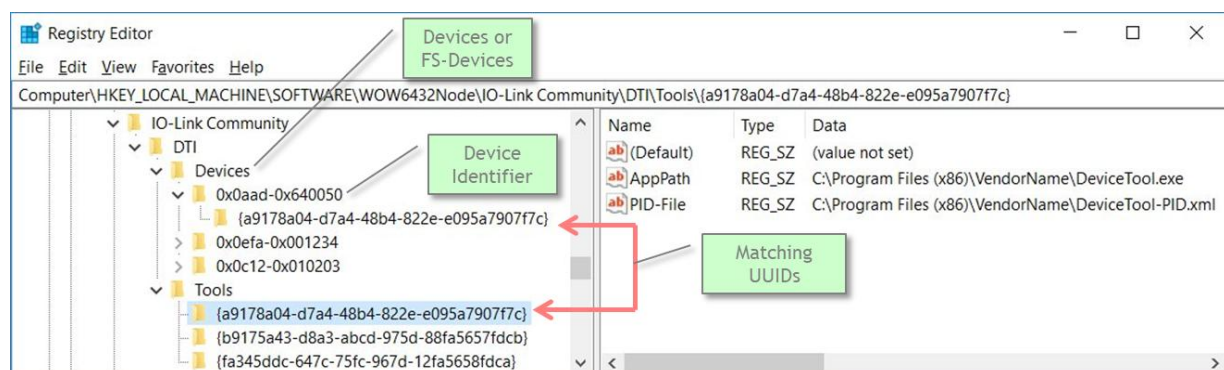 Registry Editor
Devices or
FS-Devices
File Edit View Favorites Help
Computer\HKEY_LOCAL_MACHINE\SOFTWARE\WOW6432Node\IO-Link Community\DTI\Tools\{a9178a04-d7a4-48b4-822e-e095a7907f7c}
IO-Link Community
DTI
Devices
0x0aad-0x640050
{a9178a04-d7a4-48b4-822e-e095a7907f7c}
0x0efa-0x001234
0x0c12-0x010203
Tools
{a9178a04-d7a4-48b4-822e-e095a7907f7c}
{b9175a43-d8a3-abcd-975d-88fa5657fdcb}
{fa345ddc-647c-75fc-967d-12fa5658fdca}
Device
Identifier
Matching
UUIDs
Name Type Data
ab (Default) REG_SZ (value not set)
ab AppPath REG_SZ C:\Program Files (x86)\VendorName\DeviceTool.exe
ab PID-File REG_SZ C:\Program Files (x86)\VendorName\DeviceTool-PID.xml